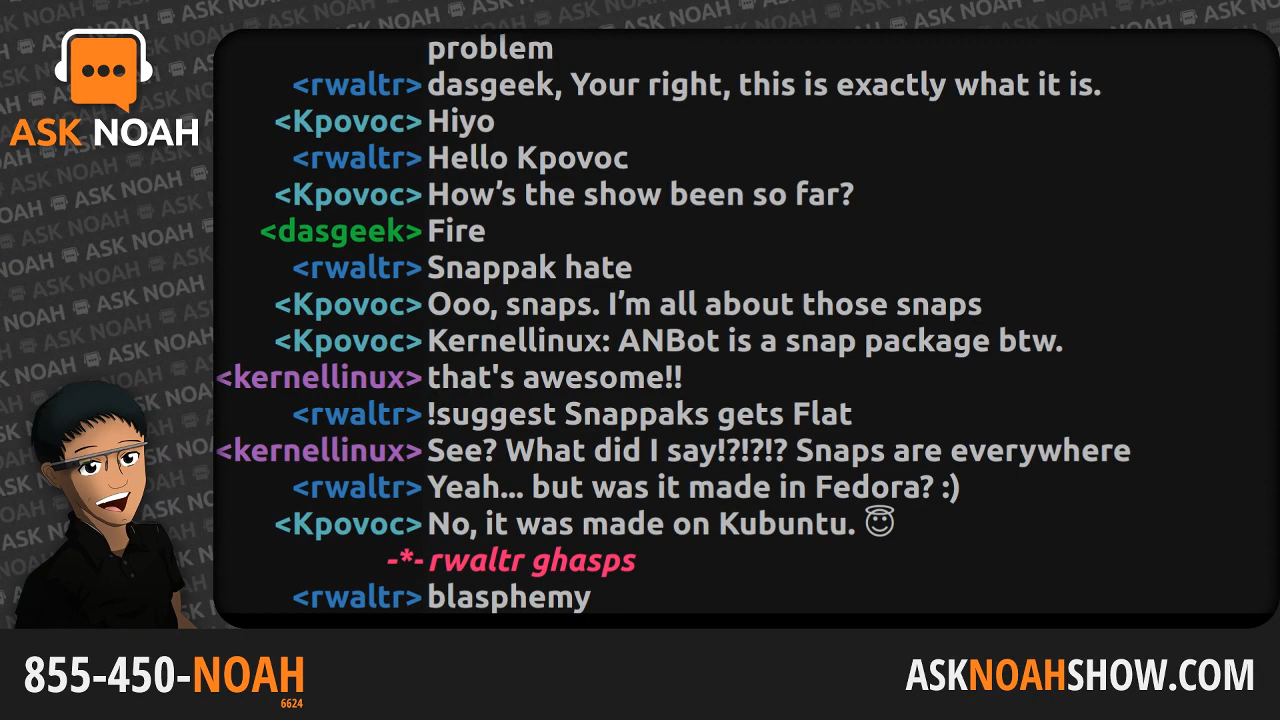 ASK NOAH
problem
<rwaltr> dasgeek, Your right, this is exactly what it is.
<Kpovoc> Hiyo
<rwaltr> Hello Kpovoc
<Kpovoc> How’s the show been so far?
<dasgeek> Fire
<rwaltr> Snappak hate
<Kpovoc> Ooo, snaps. I’m all about those snaps
<Kpovoc> Kernellinux: ANBot is a snap package btw.
<kernellinux> that's awesome!!
<rwaltr> !suggest Snappaks gets Flat
<kernellinux> See? What did I say!?!?!? Snaps are everywhere
<rwaltr> Yeah... but was it made in Fedora? :)
<Kpovoc> No, it was made on Kubuntu. 😇
-*- rwaltr ghasps
<rwaltr> blasphemy
855-450-NOAH
6624
ASKNOAHSHOW.COM